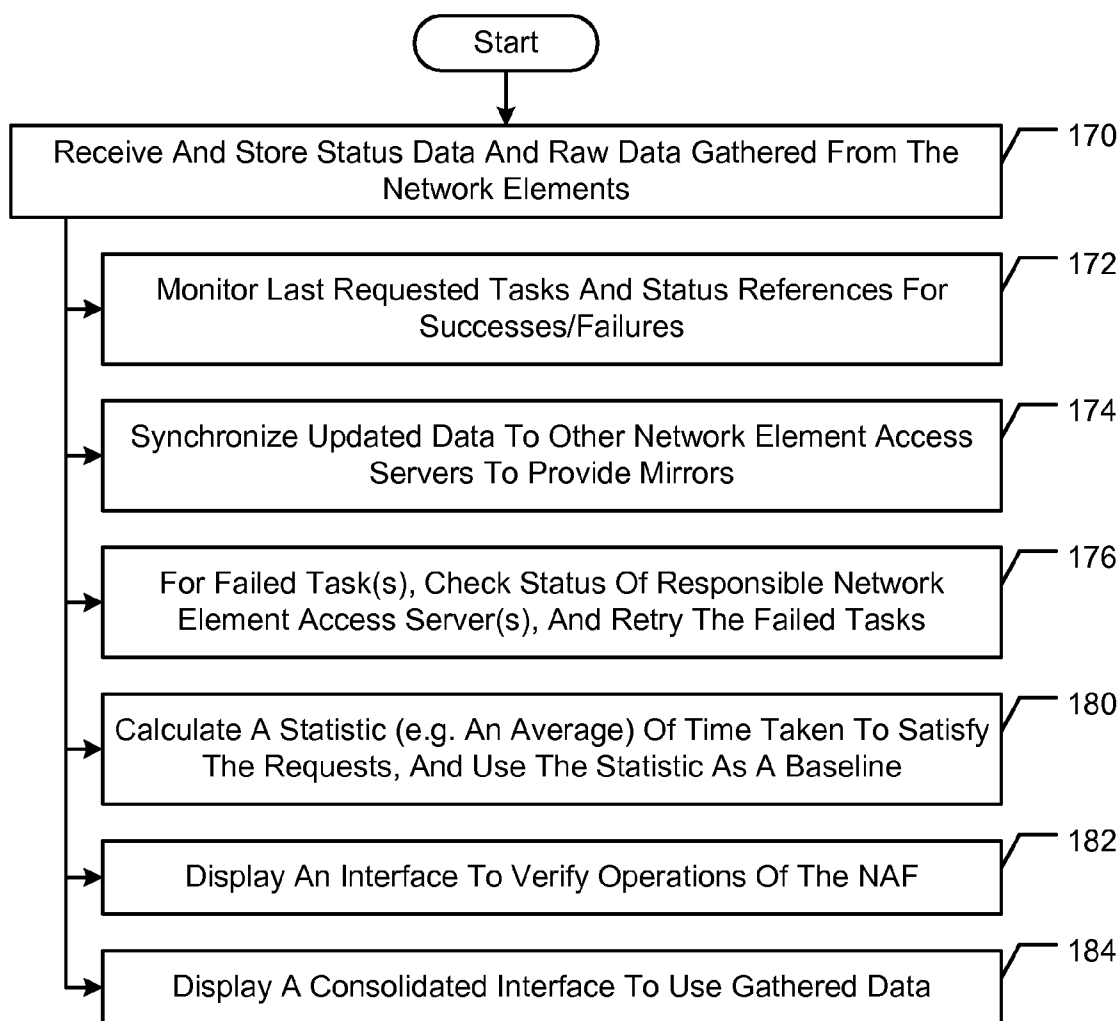 Start
Receive And Store Status Data And Raw Data Gathered From The
Network Elements
170
Monitor Last Requested Tasks And Status References For
Successes/Failures
172
Synchronize Updated Data To Other Network Element Access
Servers To Provide Mirrors
174
For Failed Task(s), Check Status Of Responsible Network
Element Access Server(s), And Retry The Failed Tasks
176
Calculate A Statistic (e.g. An Average) Of Time Taken To Satisfy
The Requests, And Use The Statistic As A Baseline
180
Display An Interface To Verify Operations Of The NAF
182
Display A Consolidated Interface To Use Gathered Data
184